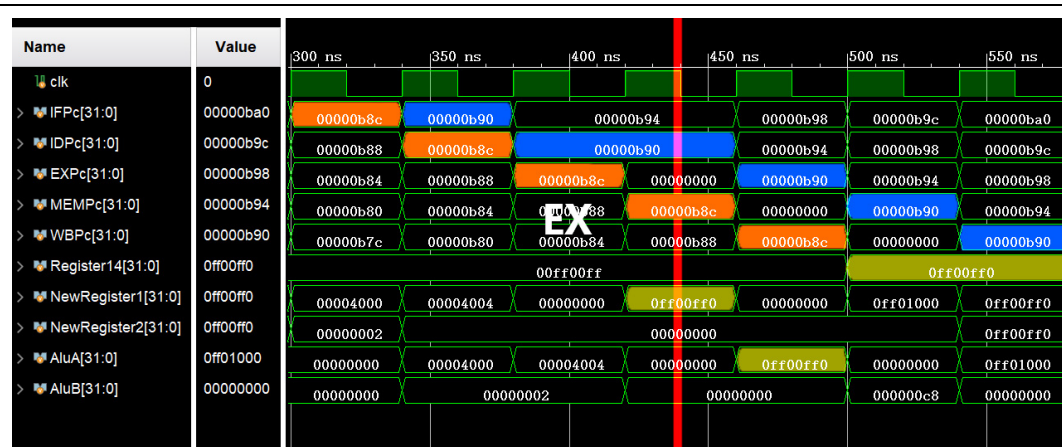 Name Value 300 ns 350 ns 400 ns 450 ns 500 ns 550 ns
clk 0
IFPc[31:0] 00000ba0 00000b8c 00000b90 00000b94 00000b98 00000b9c 00000ba0
IDPc[31:0] 00000b9c 00000b88 00000b8c 00000b90 00000b94 00000b98 00000b9c
EXPc[31:0] 00000b98 00000b84 00000b88 00000b8c 00000000 00000b90 00000b94 00000b98
MEMPc[31:0] 00000b94 00000b80 00000b84 00000b88 00000b8c 00000000 00000b90 00000b94
EX
WBPc[31:0] 00000b90 00000b7c 00000b80 00000b84 00000b88 00000b8c 00000000 00000b90
Register14[31:0] 0ff00ff0 00ff00ff 0ff00ff0
NewRegister1[31:0] 0ff00ff0 00004000 00004004 00000000 0ff00ff0 00000000 0ff01000 0ff00ff0
NewRegister2[31:0] 0ff00ff0 00000002 00000000 0ff00ff0
AluA[31:0] 0ff01000 00000000 00004000 00004004 00000000 0ff00ff0 00000000 0ff01000
AluB[31:0] 00000000 00000000 00000002 00000000 000000c8 00000000